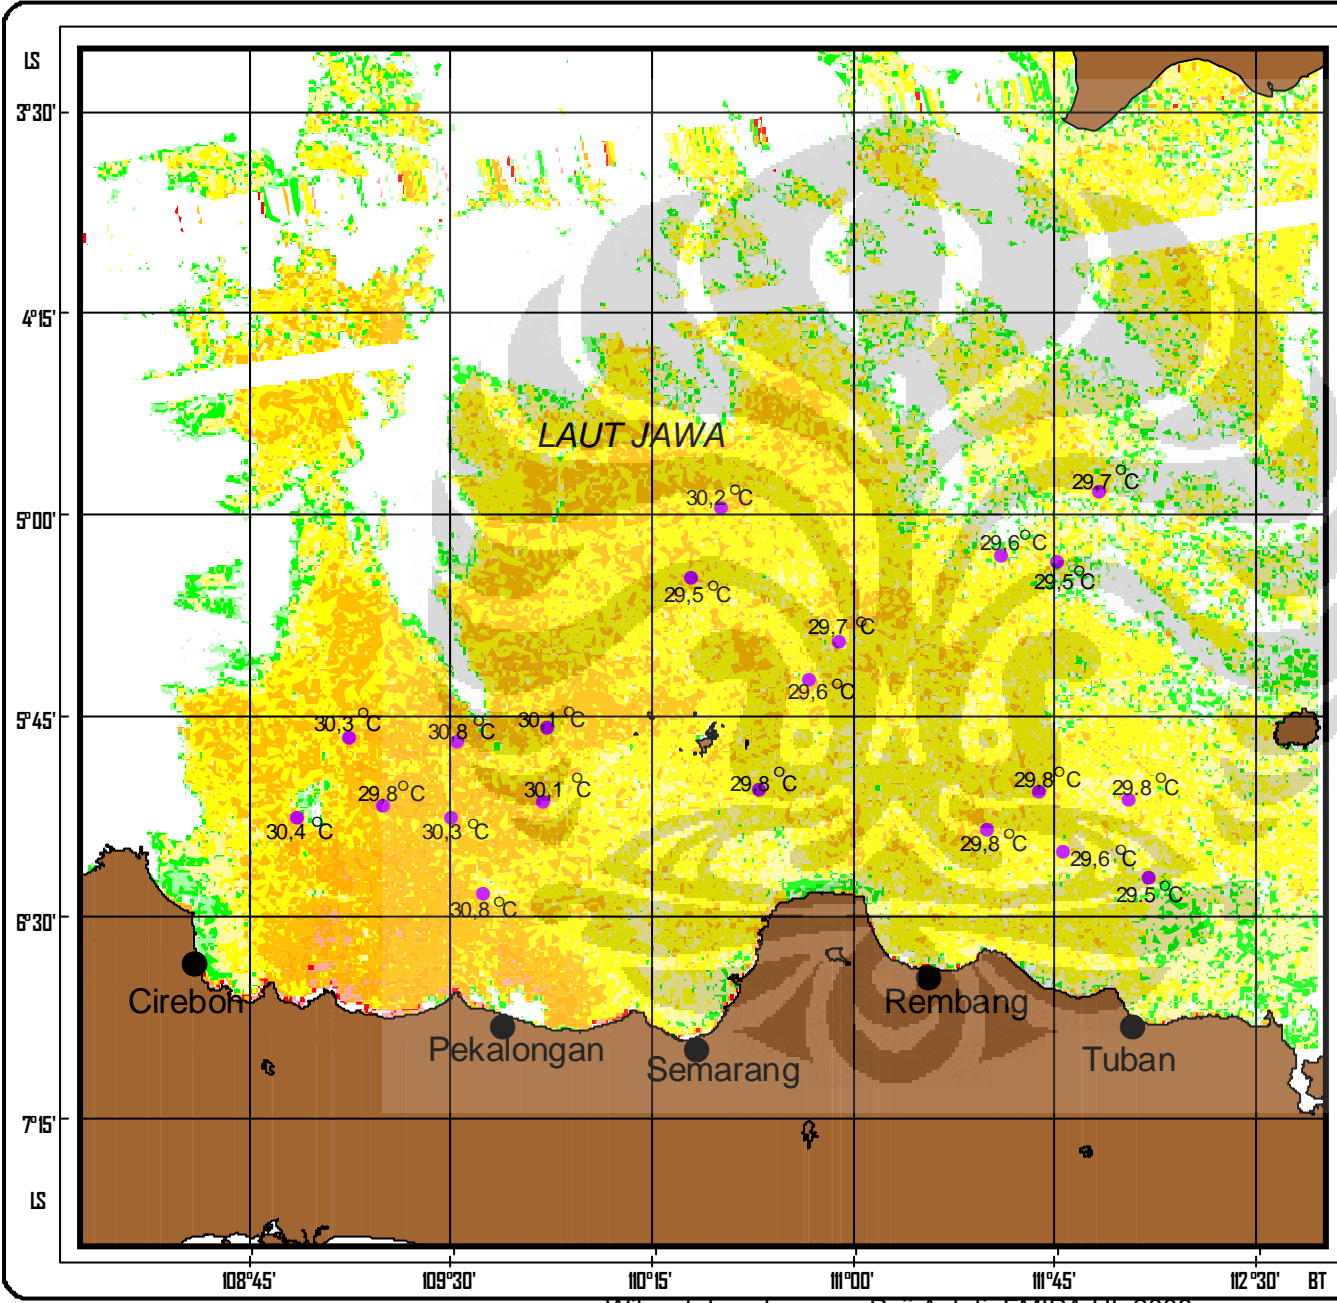 LS
3°30'
4°15'
LAUT JAWA
29,7 °C
30,2 °C
5°00'
29,6 °C
29,5 °C
29,5 °C
29,7 °C
29,6 °C
5°45'
30,3 °C
30,8 °C
30,1 °C
29,8 °C
30,1 °C
29,8 °C
29,8 °C
29.8 °C
30,4 °C
30,3 °C
29,8 °C
29,6 °C
29.5 °C
30,8 °C
6°30'
Cirebon
Rembang
Pekalongan
Semarang
Tuban
7°15'
LS
108°45' 109°30' 110°15' 111°00' 111°45' 112°30' BT